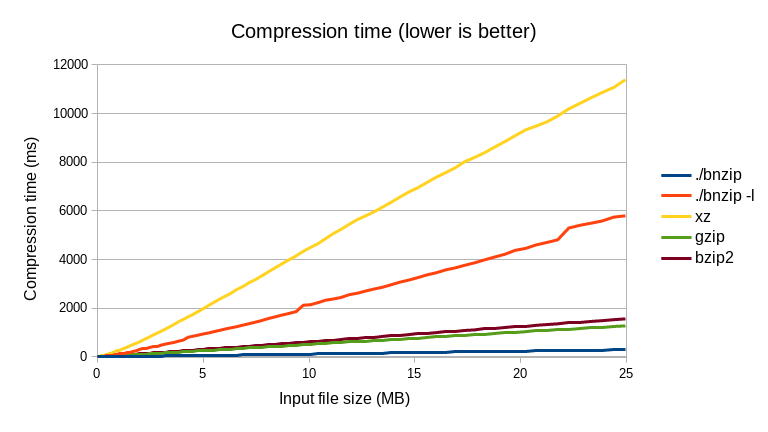 Compression time (lower is better)
12000
10000
8000
6000
4000
2000
0
Compression time (ms)
0 5 10 15 20 25
Input file size (MB)
./bnzip
./bnzip -l
xz
gzip
bzip2